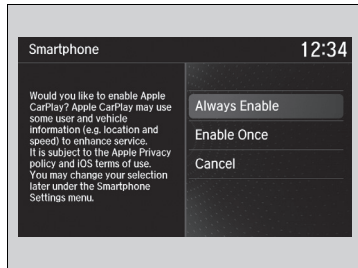 Smartphone
12:34
Would you like to enable Apple
CarPlay? Apple CarPlay may use
some user and vehicle
information (e.g. location and
speed) to enhance service.
It is subject to the Apple Privacy
policy and iOS terms of use.
You may change your selection
later under the Smartphone
Settings menu.
Always Enable
Enable Once
Cancel